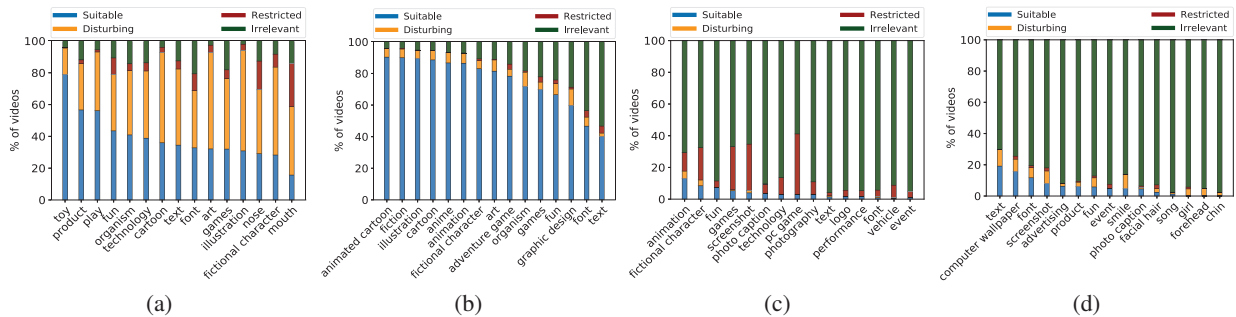 Suitable
Disturbing
Restricted
Irrelevant
% of videos
100
80
60
40
20
0
toy
product
play
fun
organism
technology
cartoon
text
font
art
games
illustration
nose
fictional character
mouth
(a)
Suitable
Disturbing
Restricted
Irrelevant
% of videos
100
80
60
40
20
0
animated cartoon
fiction
illustration
cartoon
anime
animation
fictional character
art
adventure game
organism
games
fun
graphic design
font
text
(b)
Suitable
Disturbing
Restricted
Irrelevant
% of videos
100
80
60
40
20
0
animation
fictional character
fun
games
screenshot
photo caption
technology
pc game
photography
text
logo
performance
font
vehicle
event
(c)
Suitable
Disturbing
Restricted
Irrelevant
% of videos
100
80
60
40
20
0
text
computer wallpaper
font
screenshot
advertising
product
fun
event
smile
photo caption
facial hair
song
girl
forehead
chin
(d)